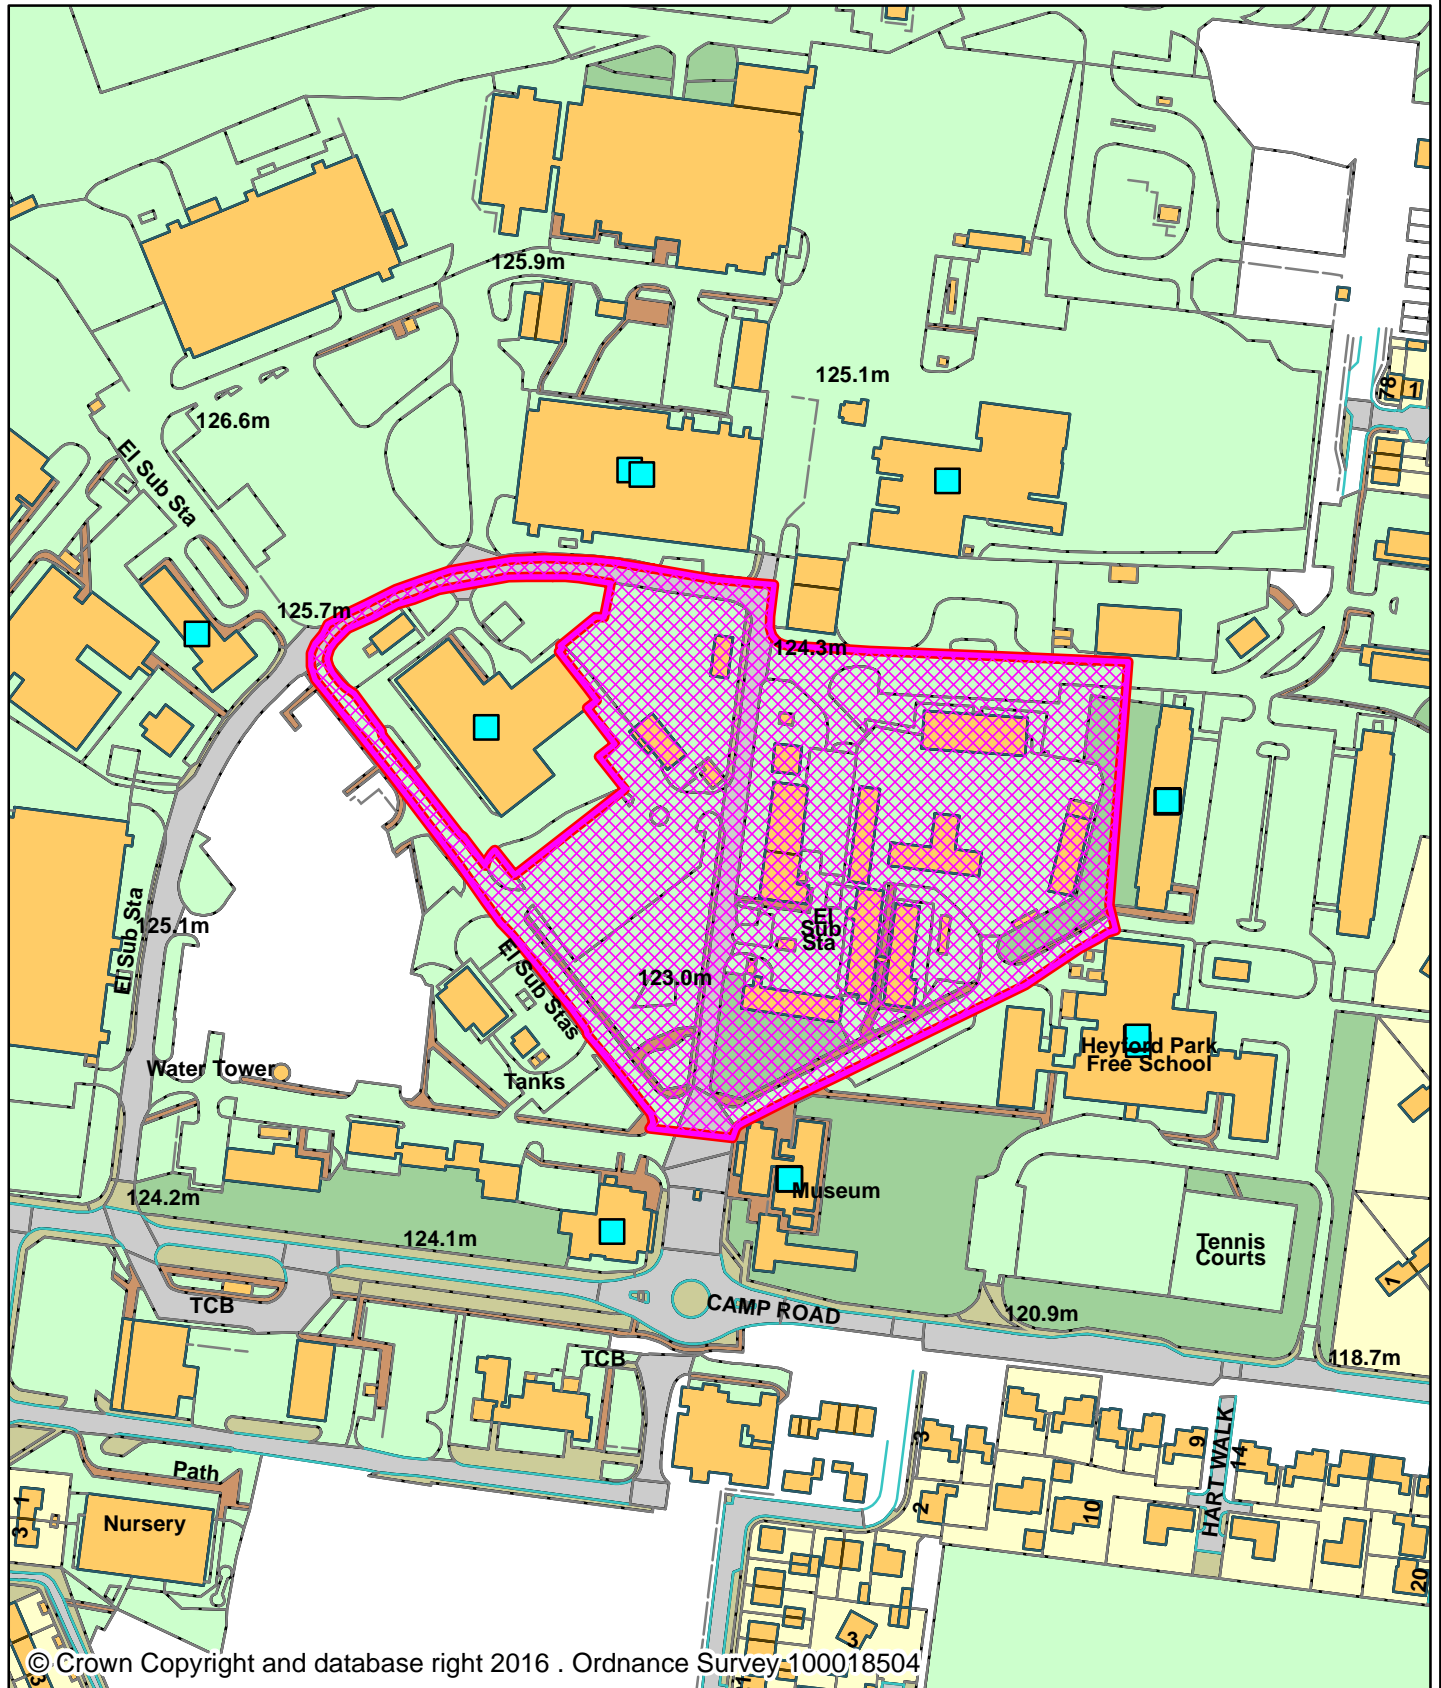 125.9m
125.1m
78
1
126.6m
El Sub Sta
125.7m
124.3m
El
Sub
Sta
El Sub Sta
125.1m
El Sub Stas
123.0m
Water Tower
Tanks
Heyford Park
Free School
Museum
124.2m
124.1m
Tennis
Courts
1
TCB
CAMP ROAD
120.9m
TCB
118.7m
3
9
14
HART WALK
Path
2
10
1
3
Nursery
20
3
© Crown Copyright and database right 2016 . Ordnance Survey 100018504